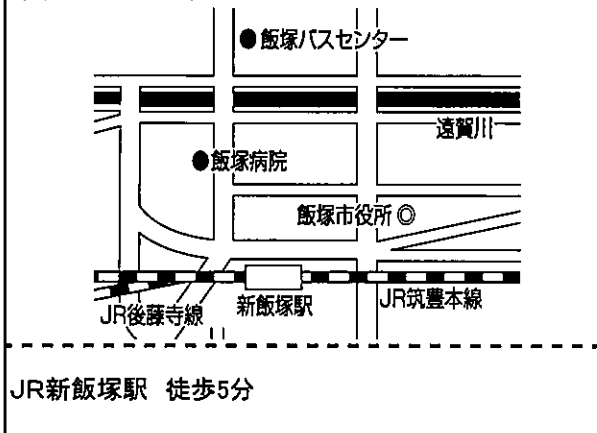 ●飯塚バスセンター
遠賀川
●飯塚病院
飯塚市役所◎
新飯塚駅
JR筑豊本線
JR後藤寺線
JR新飯塚駅 徒歩5分